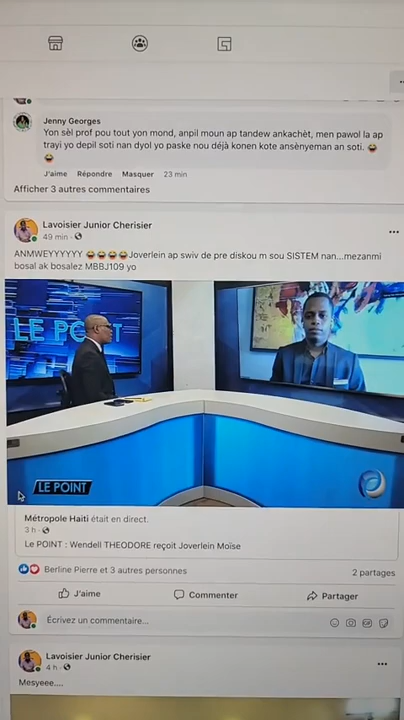 Jenny Georges
Yon sèl prof pou tout yon mond, anpil moun ap tandew ankachèt, men pawol la ap
trayi yo depil soti nan dyol yo paske nou déjà konen kote ansènyeman an soti. 😂
😂
J'aime Répondre Masquer 23 min
Afficher 3 autres commentaires
Lavoisier Junior Cherisier
49 min ·
ANMWEYYYYYY 😂😂😂😂Joverlein ap swiv de pre diskou m sou SISTEM nan...mezanmi
bosal ak bosalez MBBJ109 yo
LE POINT
LE POINT
Métropole Haiti était en direct.
3 h ·
Le POINT : Wendell THEODORE reçoit Joverlein Moïse
Berline Pierre et 3 autres personnes 2 partages
J'aime Commenter Partager
Écrivez un commentaire...
GIF
Lavoisier Junior Cherisier
4 h ·
Mesyeee....